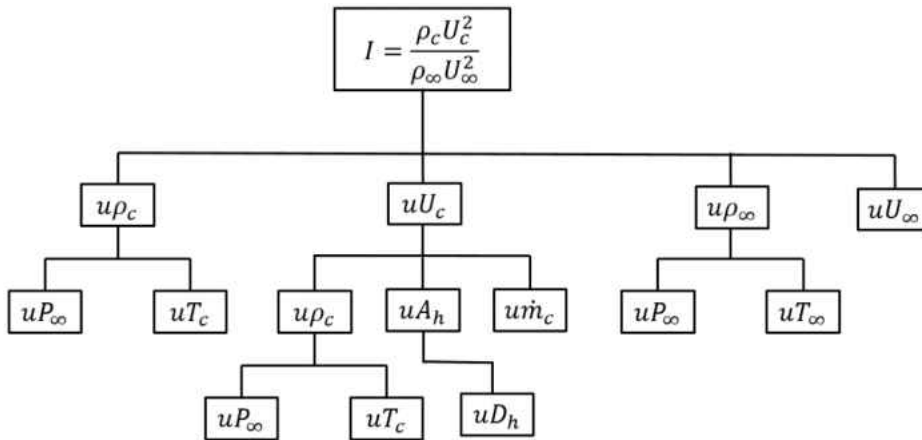 I = ρ_c U_c^2 / ρ_∞ U_∞^2
uρ_c
uU_c
uρ_∞
uU_∞
uP_∞
uT_c
uρ_c
uA_h
uṁ_c
uP_∞
uT_∞
uP_∞
uT_c
uD_h